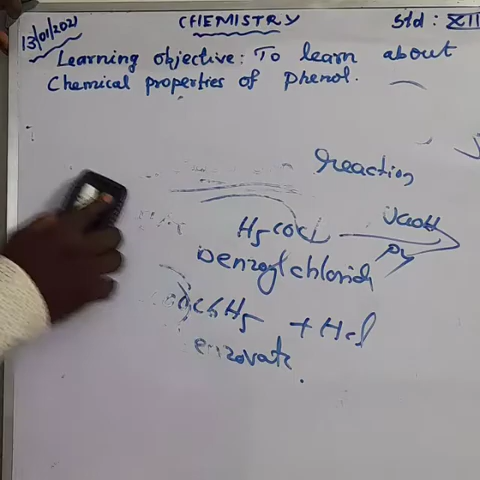 13/01/2021 CHEMISTRY Std: XII
Learning objective: To learn about
Chemical properties of Phenol.
reaction
H5COCl NaOH
Py
Benzoyl chloride
C6H5 + HCl
enzoate.